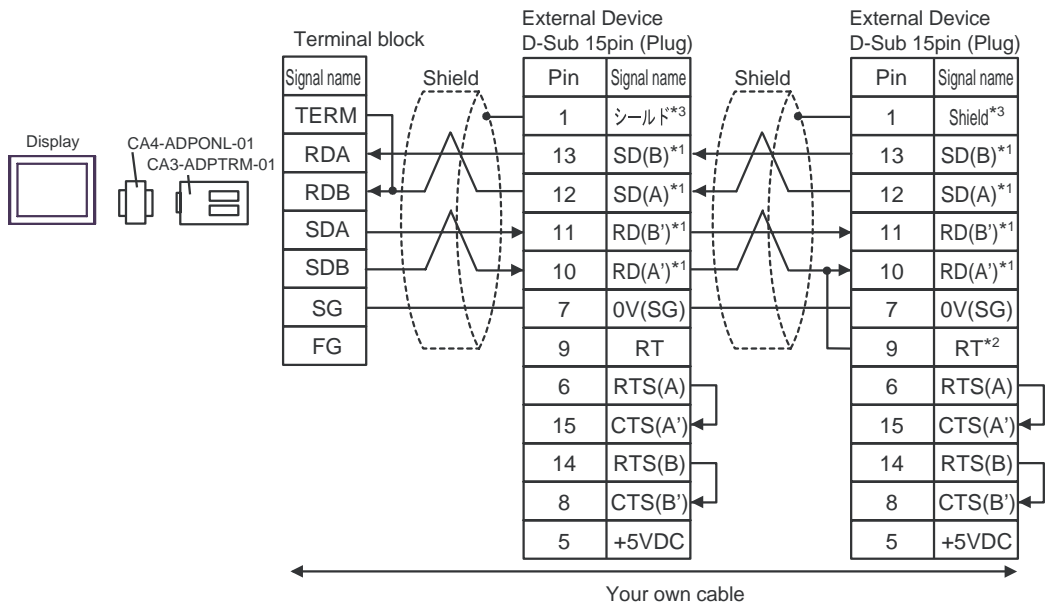 External Device
D-Sub 15pin (Plug)
External Device
D-Sub 15pin (Plug)
Terminal block
Signal name
TERM
RDA
RDB
SDA
SDB
SG
FG
Display
CA4-ADPONL-01
CA3-ADPTRM-01
Shield
Pin Signal name
1 シールド*3
13 SD(B)*1
12 SD(A)*1
11 RD(B')*1
10 RD(A')*1
7 0V(SG)
9 RT
6 RTS(A)
15 CTS(A')
14 RTS(B)
8 CTS(B')
5 +5VDC
Shield
Pin Signal name
1 Shield*3
13 SD(B)*1
12 SD(A)*1
11 RD(B')*1
10 RD(A')*1
7 0V(SG)
9 RT*2
6 RTS(A)
15 CTS(A')
14 RTS(B)
8 CTS(B')
5 +5VDC
Your own cable